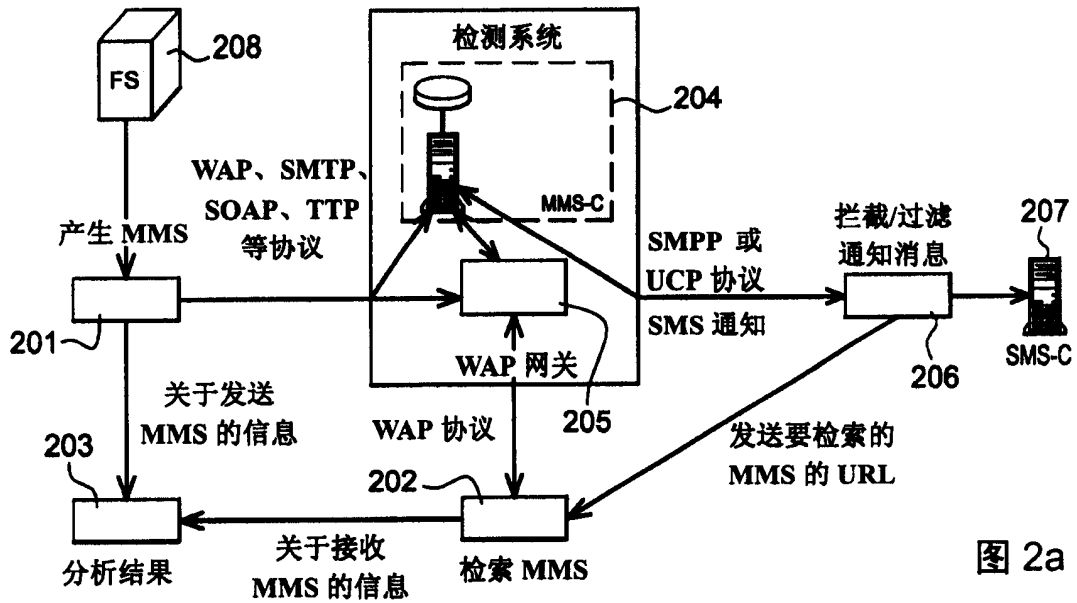 检测系统
208
FS
204
WAP、SMTP、
SOAP、TTP
等协议
MMS-C
产生 MMS
拦截/过滤
通知消息
207
SMPP 或
UCP 协议
SMS 通知
201
205
206
SMS-C
WAP 网关
关于发送
MMS 的信息
WAP 协议
发送要检索的
MMS 的 URL
203
202
分析结果
关于接收
MMS 的信息
检索 MMS
图 2a